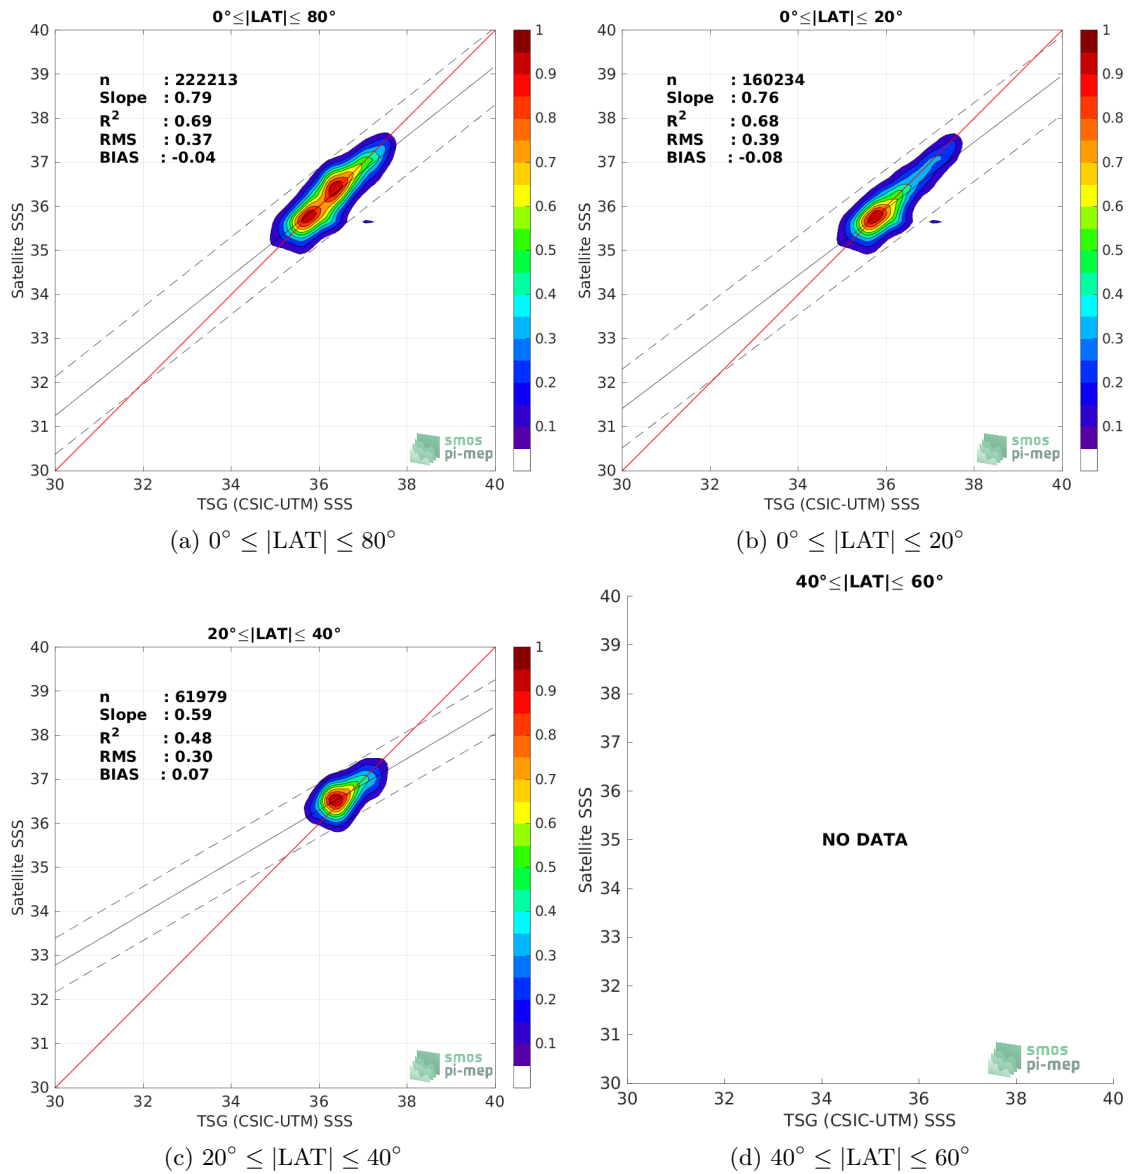 0°≤|LAT|≤ 80°
40
39
38
37
36
35
34
33
32
31
30
30
32
34
36
38
40
Satellite SSS
TSG (CSIC-UTM) SSS
n : 222213
Slope : 0.79
R² : 0.69
RMS : 0.37
BIAS : -0.04
1
0.9
0.8
0.7
0.6
0.5
0.4
0.3
0.2
0.1
smos
pi-mep
(a) 0° ≤ |LAT| ≤ 80°
0°≤|LAT|≤ 20°
40
39
38
37
36
35
34
33
32
31
30
30
32
34
36
38
40
Satellite SSS
TSG (CSIC-UTM) SSS
n : 160234
Slope : 0.76
R² : 0.68
RMS : 0.39
BIAS : -0.08
1
0.9
0.8
0.7
0.6
0.5
0.4
0.3
0.2
0.1
smos
pi-mep
(b) 0° ≤ |LAT| ≤ 20°
20°≤|LAT|≤ 40°
40
39
38
37
36
35
34
33
32
31
30
30
32
34
36
38
40
Satellite SSS
TSG (CSIC-UTM) SSS
n : 61979
Slope : 0.59
R² : 0.48
RMS : 0.30
BIAS : 0.07
1
0.9
0.8
0.7
0.6
0.5
0.4
0.3
0.2
0.1
smos
pi-mep
(c) 20° ≤ |LAT| ≤ 40°
40°≤|LAT|≤ 60°
40
39
38
37
36
35
34
33
32
31
30
30
32
34
36
38
40
Satellite SSS
TSG (CSIC-UTM) SSS
NO DATA
smos
pi-mep
(d) 40° ≤ |LAT| ≤ 60°